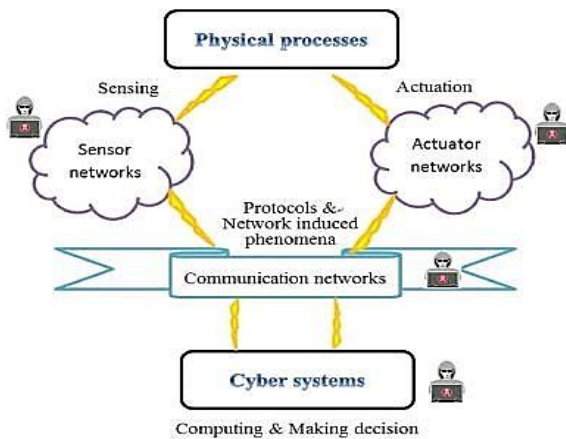 Physical processes
Sensing
Actuation
Sensor
networks
Actuator
networks
Protocols &
Network induced
phenomena
Communication networks
Cyber systems
Computing & Making decision